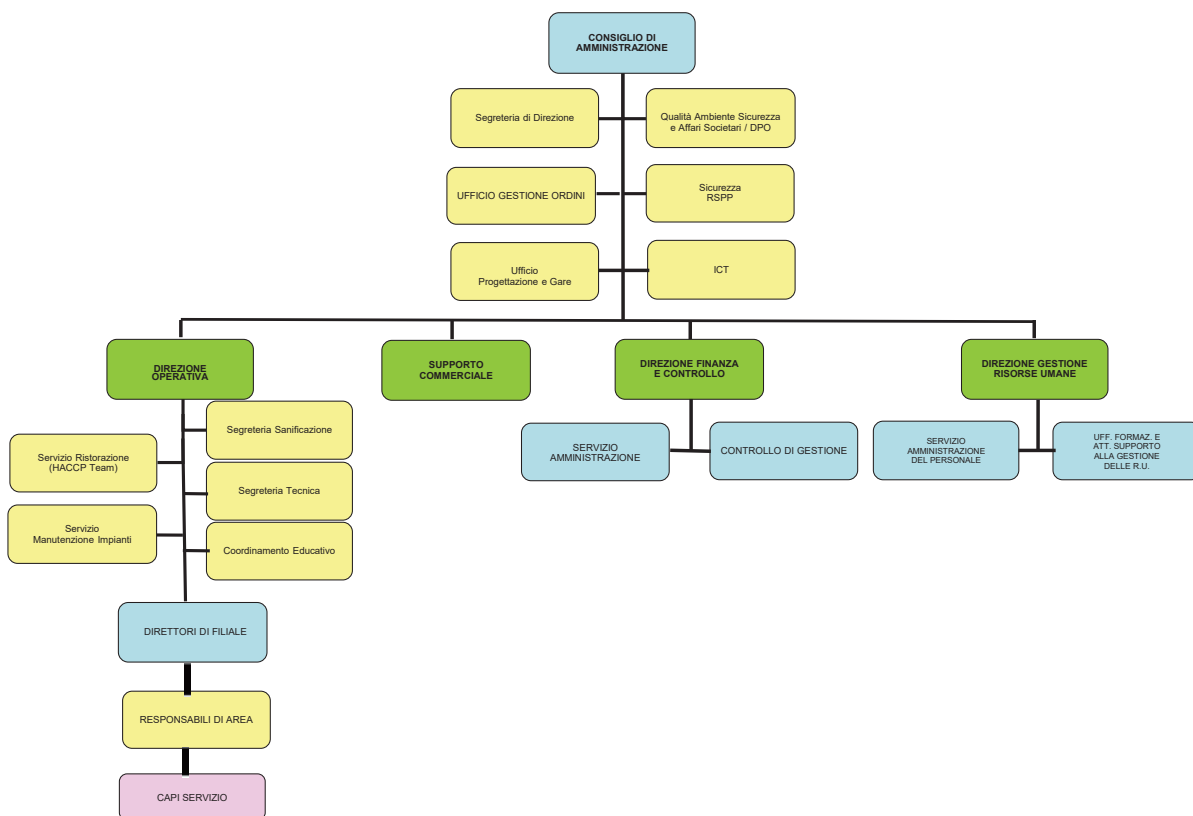 CONSIGLIO DI
AMMINISTRAZIONE
Segreteria di Direzione
Qualità Ambiente Sicurezza
e Affari Societari / DPO
UFFICIO GESTIONE ORDINI
Sicurezza
RSPP
Ufficio
Progettazione e Gare
ICT
DIREZIONE
OPERATIVA
SUPPORTO
COMMERCIALE
DIREZIONE FINANZA
E CONTROLLO
DIREZIONE GESTIONE
RISORSE UMANE
Segreteria Sanificazione
Servizio Ristorazione
(HACCP Team)
Segreteria Tecnica
Servizio
Manutenzione Impianti
Coordinamento Educativo
SERVIZIO
AMMINISTRAZIONE
CONTROLLO DI GESTIONE
SERVIZIO
AMMINISTRAZIONE
DEL PERSONALE
UFF. FORMAZ. E
ATT. SUPPORTO
ALLA GESTIONE
DELLE R.U.
DIRETTORI DI FILIALE
RESPONSABILI DI AREA
CAPI SERVIZIO